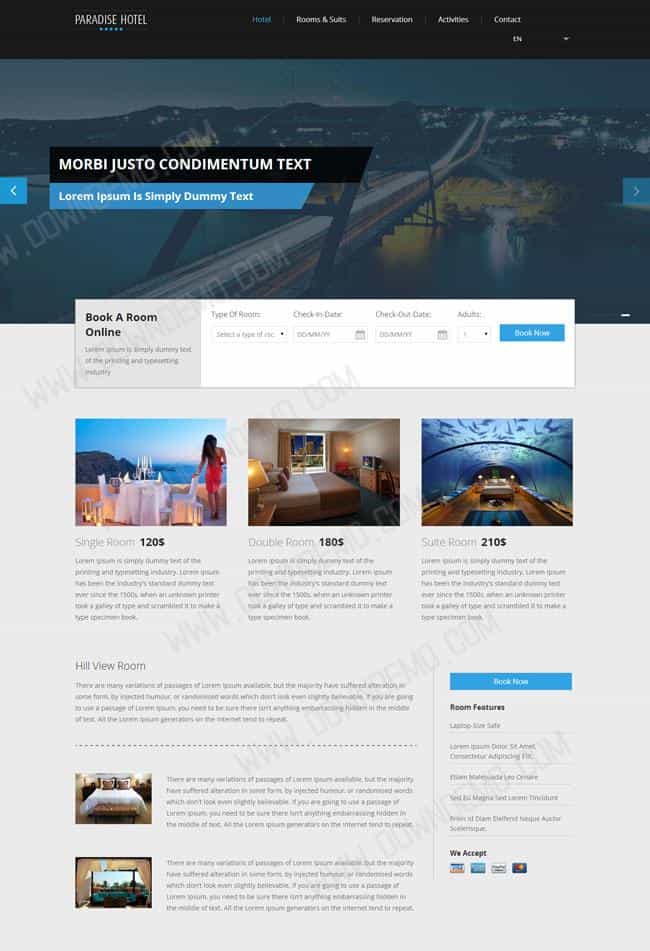 PARADISE HOTEL
Hotel
Rooms & Suits
Reservation
Activities
Contact
EN
MORBI JUSTO CONDIMENTUM TEXT
Lorem Ipsum Is Simply Dummy Text
Book A Room
Online
Lorem Ipsum is simply dummy text
of the printing and typesetting
industry
Type Of Room:
Select a type of roc
Check-In-Date:
DD/MM/YY
Check-Out-Date:
DD/MM/YY
Adults:
1
Book Now
Single Room 120$
Lorem Ipsum is simply dummy text of the
printing and typesetting industry. Lorem Ipsum
has been the industry's standard dummy text
ever since the 1500s, when an unknown printer
took a galley of type and scrambled it to make a
type specimen book.
Double Room 180$
Lorem Ipsum is simply dummy text of the
printing and typesetting industry. Lorem Ipsum
has been the industry's standard dummy text
ever since the 1500s, when an unknown printer
took a galley of type and scrambled it to make a
type specimen book.
Suite Room 210$
Lorem Ipsum is simply dummy text of the
printing and typesetting industry. Lorem Ipsum
has been the industry's standard dummy text
ever since the 1500s, when an unknown printer
took a galley of type and scrambled it to make a
type specimen book.
Hill View Room
There are many variations of passages of Lorem Ipsum available, but the majority have suffered alteration in
some form, by injected humour, or randomised words which don't look even slightly believable. If you are going to use
a passage of Lorem Ipsum, you need to be sure there isn't anything embarrassing hidden in the middle of
text. All the Lorem Ipsum generators on the Internet tend to repeat.
There are many variations of passages of Lorem Ipsum available, but the majority
have suffered alteration in some form, by injected humour, or randomised words
which don't look even slightly believable. If you are going to use a passage of
Lorem Ipsum, you need to be sure there isn't anything embarrassing hidden in
the middle of text. All the Lorem Ipsum generators on the Internet tend to repeat.
There are many variations of passages of Lorem Ipsum available, but the majority
have suffered alteration in some form, by injected humour, or randomised words
which don't look even slightly believable. If you are going to use a passage of
Lorem Ipsum, you need to be sure there isn't anything embarrassing hidden in
the middle of text. All the Lorem Ipsum generators on the Internet tend to repeat.
Book Now
Room Features
Laptop-Size Safe
Lorem Ipsum Dolor Sit Amet,
Consectetur Adipiscing Elit.
Etiam Malesuada Leo Ornare
Sed Eu Magna Sed Lorem Tincidunt
Proin Id Diam Eleifend Neque Auctor
Scelerisque.
We Accept
WWW.DOWNDEMO.COM
WWW.DOWNDEMO.COM
WWW.DOWNDEMO.COM
WWW.DOWNDEMO.COM